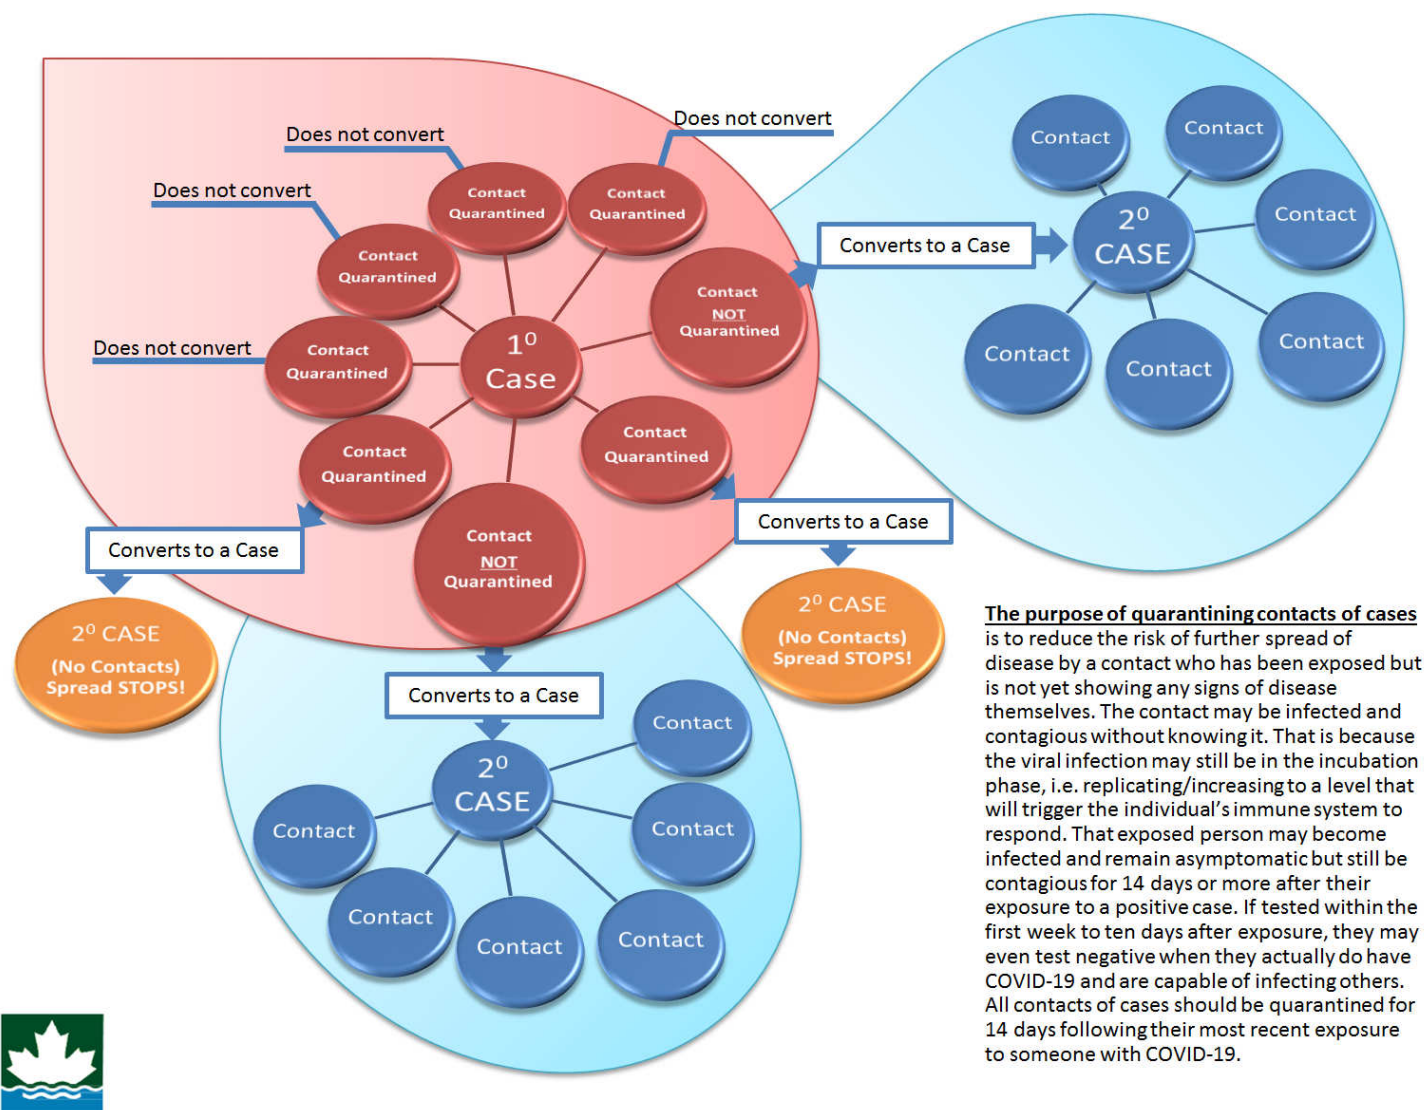 Does not convert
Does not convert
Does not convert
Does not convert
Contact
Quarantined
Contact
Quarantined
Contact
Quarantined
Contact
Quarantined
Contact
NOT
Quarantined
1⁰
Case
Contact
Quarantined
Contact
Quarantined
Contact
NOT
Quarantined
Converts to a Case
2⁰
CASE
Contact
Contact
Contact
Contact
Contact
Contact
Converts to a Case
2⁰ CASE
(No Contacts)
Spread STOPS!
Converts to a Case
2⁰ CASE
(No Contacts)
Spread STOPS!
Converts to a Case
2⁰
CASE
Contact
Contact
Contact
Contact
Contact
Contact
The purpose of quarantining contacts of cases
is to reduce the risk of further spread of
disease by a contact who has been exposed but
is not yet showing any signs of disease
themselves. The contact may be infected and
contagious without knowing it. That is because
the viral infection may still be in the incubation
phase, i.e. replicating/increasing to a level that
will trigger the individual's immune system to
respond. That exposed person may become
infected and remain asymptomatic but still be
contagious for 14 days or more after their
exposure to a positive case. If tested within the
first week to ten days after exposure, they may
even test negative when they actually do have
COVID-19 and are capable of infecting others.
All contacts of cases should be quarantined for
14 days following their most recent exposure
to someone with COVID-19.